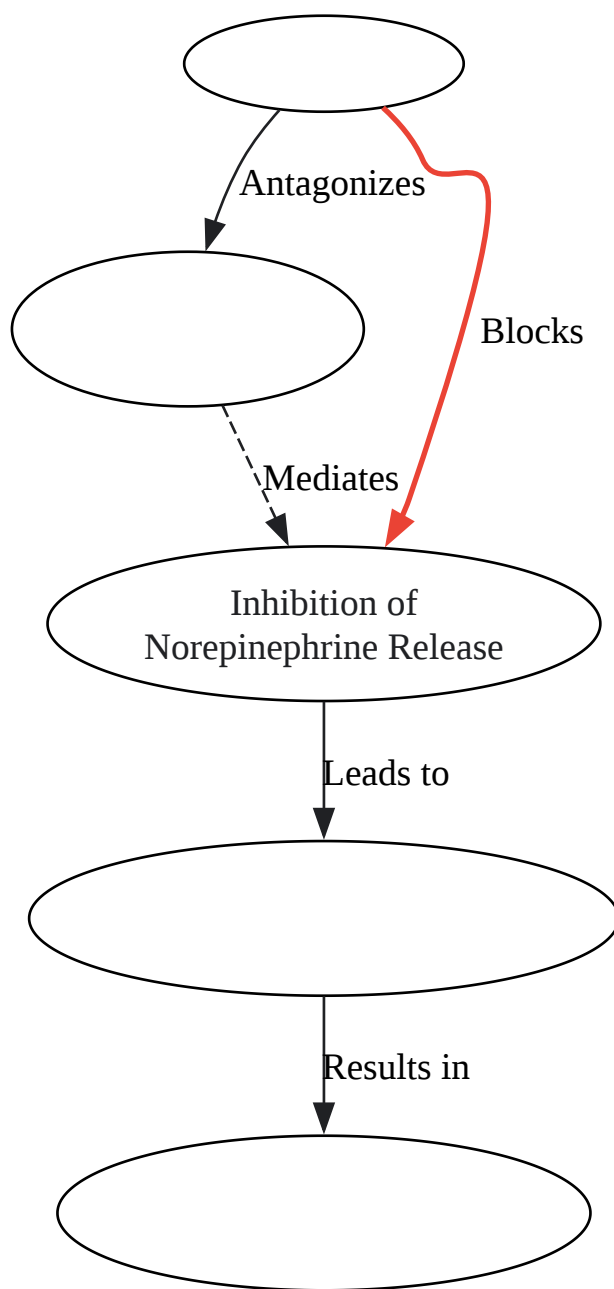 Antagonizes
Blocks
Mediates
Inhibition of
Norepinephrine Release
Leads to
Results in